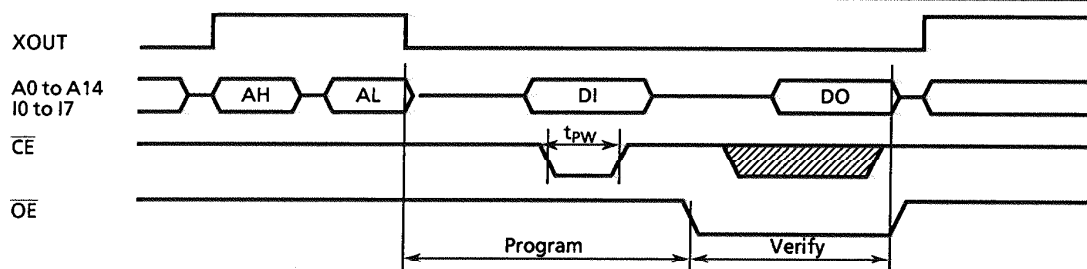 XOUT
A0 to A14
I0 to I7
AH AL DI DO
CE
tPW
OE
Program Verify